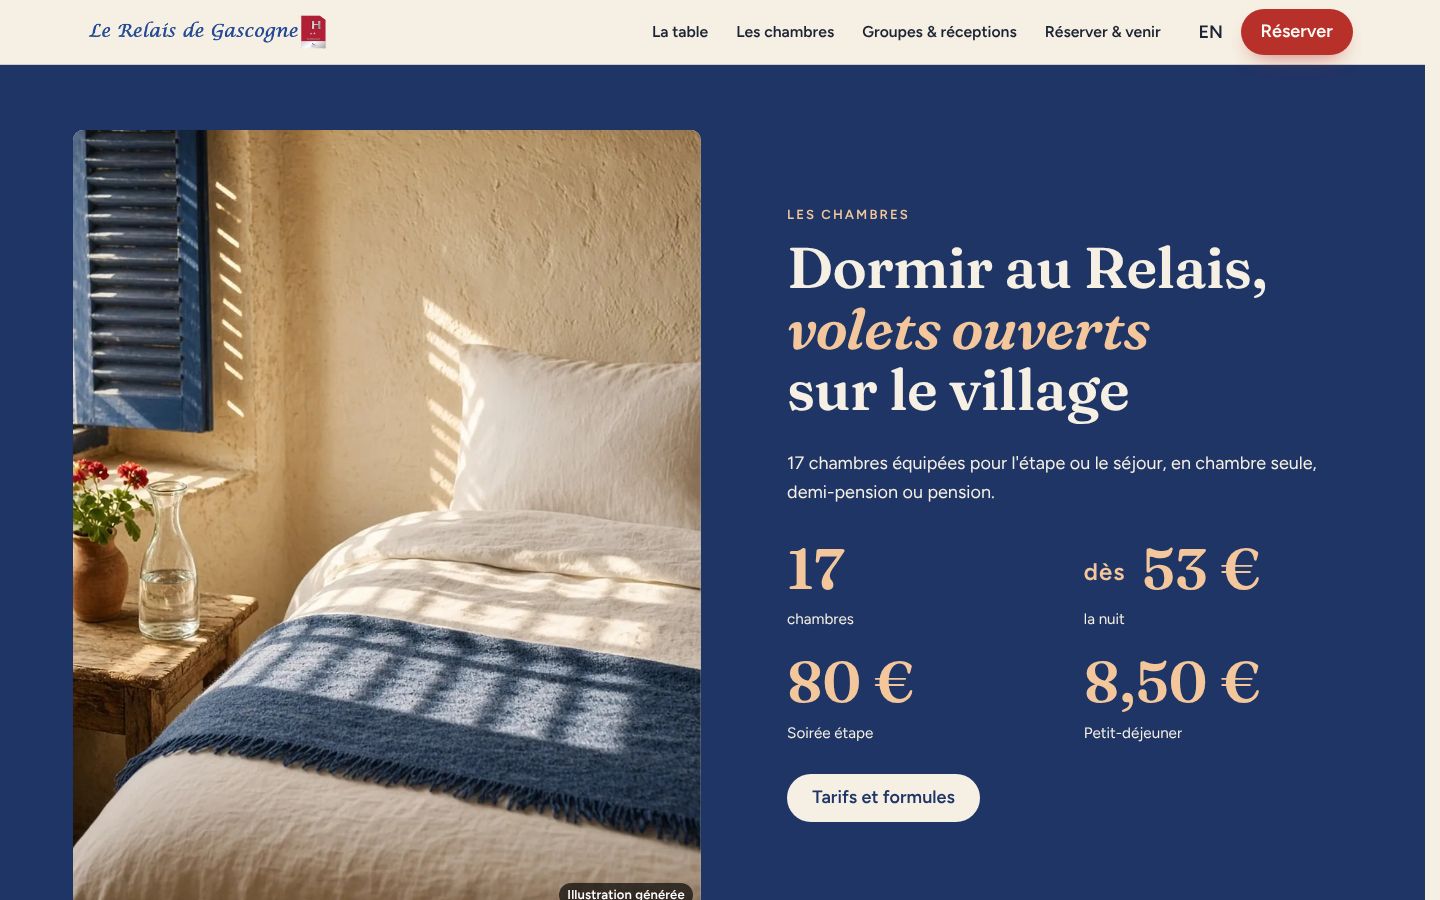 Le Relais de Gascogne
H
La table
Les chambres
Groupes & réceptions
Réserver & venir
EN
Réserver
LES CHAMBRES
Dormir au Relais,
volets ouverts
sur le village
17 chambres équipées pour l'étape ou le séjour, en chambre seule,
demi-pension ou pension.
17
chambres
dès 53 €
la nuit
80 €
Soirée étape
8,50 €
Petit-déjeuner
Tarifs et formules
Illustration générée